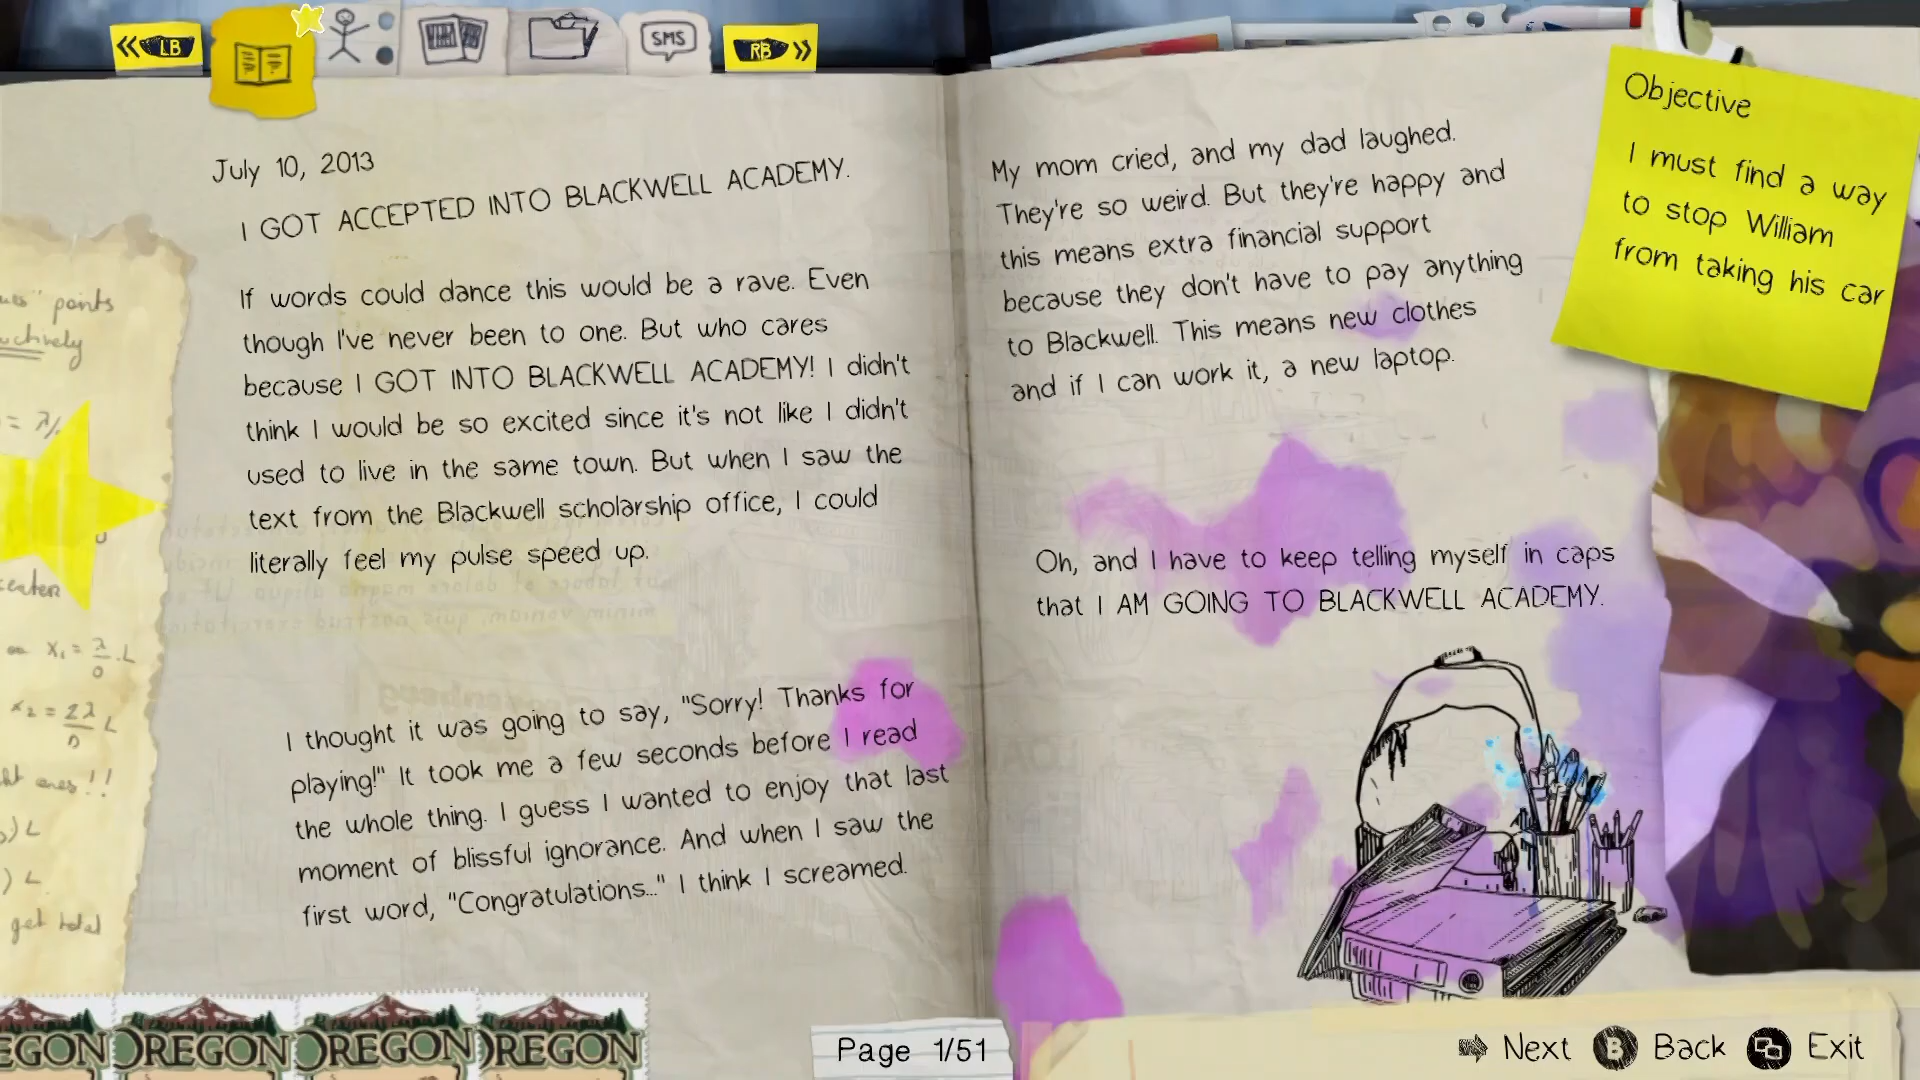 LB
SMS
RB
July 10, 2013
I GOT ACCEPTED INTO BLACKWELL ACADEMY.
If words could dance this would be a rave. Even
though I've never been to one. But who cares
because I GOT INTO BLACKWELL ACADEMY! I didn't
think I would be so excited since it's not like I didn't
used to live in the same town. But when I saw the
text from the Blackwell scholarship office, I could
literally feel my pulse speed up.
I thought it was going to say, "Sorry! Thanks for
playing!" It took me a few seconds before I read
the whole thing. I guess I wanted to enjoy that last
moment of blissful ignorance. And when I saw the
first word, "Congratulations..." I think I screamed.
My mom cried, and my dad laughed.
They're so weird. But they're happy and
this means extra financial support
because they don't have to pay anything
to Blackwell. This means new clothes
and if I can work it, a new laptop.
Oh, and I have to keep telling myself in caps
that I AM GOING TO BLACKWELL ACADEMY.
Objective
I must find a way
to stop William
from taking his car
points
get total
EGON OREGON OREGON OREGON
Page 1/51
Next B Back Exit